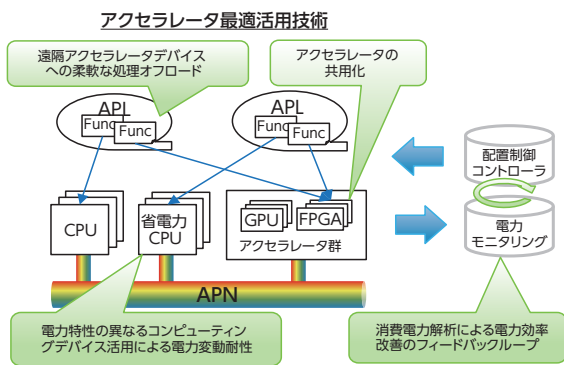 アクセラレータ最適活用技術
遠隔アクセラレータデバイス
への柔軟な処理オフロード
アクセラレータの
共用化
APL
Func
Func
APL
Func
Func
配置制御
コントローラ
電力
モニタリング
CPU
省電力
CPU
GPU
FPGA
アクセラレータ群
APN
電力特性の異なるコンピューティン
グデバイス活用による電力変動耐性
消費電力解析による電力効率
改善のフィードバックループ